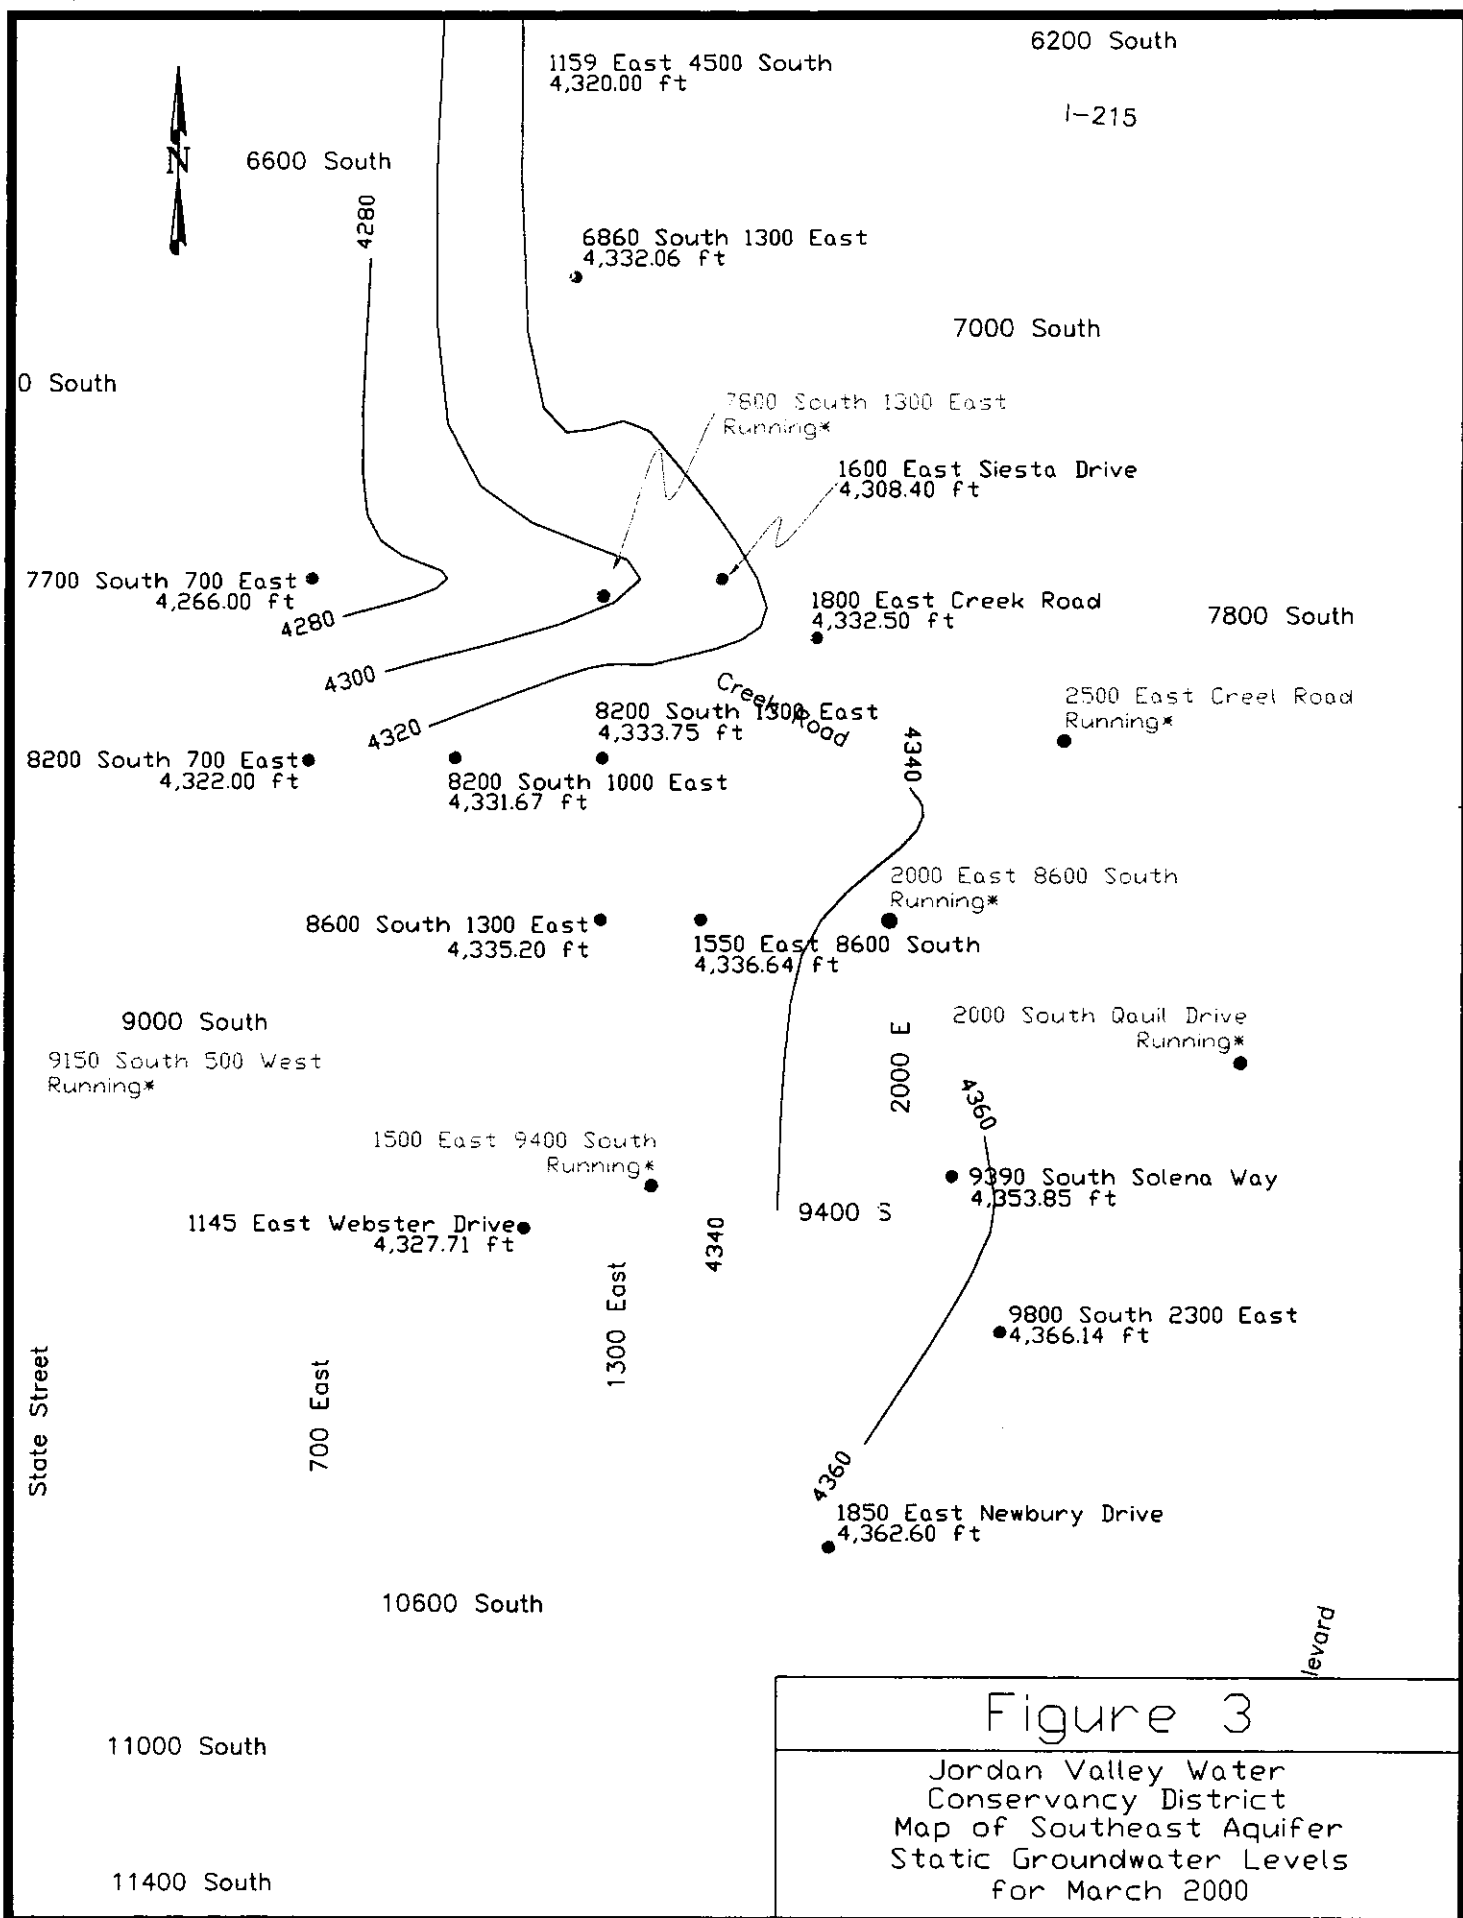 6200 South
1159 East 4500 South
4,320.00 ft
I-215
N
6600 South
4280
6860 South 1300 East
4,332.06 ft
7000 South
0 South
7800 South 1300 East
Running*
1600 East Siesta Drive
4,308.40 ft
7700 South 700 East
4,266.00 ft
4280
1800 East Creek Road
4,332.50 ft
7800 South
4300
Creek Road
2500 East Creel Road
Running*
4320
8200 South 1300 East
4,333.75 ft
4340
8200 South 700 East
4,322.00 ft
8200 South 1000 East
4,331.67 ft
2000 East 8600 South
Running*
8600 South 1300 East
4,335.20 ft
1550 East 8600 South
4,336.64 ft
9000 South
9150 South 500 West
Running*
2000 E
2000 South Qauil Drive
Running*
4360
1500 East 9400 South
Running*
9390 South Solena Way
4,353.85 ft
9400 S
1145 East Webster Drive
4,327.71 ft
4340
1300 East
9800 South 2300 East
4,366.14 ft
State Street
700 East
4360
1850 East Newbury Drive
4,362.60 ft
10600 South
levard
Figure 3
11000 South
Jordan Valley Water
Conservancy District
Map of Southeast Aquifer
Static Groundwater Levels
for March 2000
11400 South